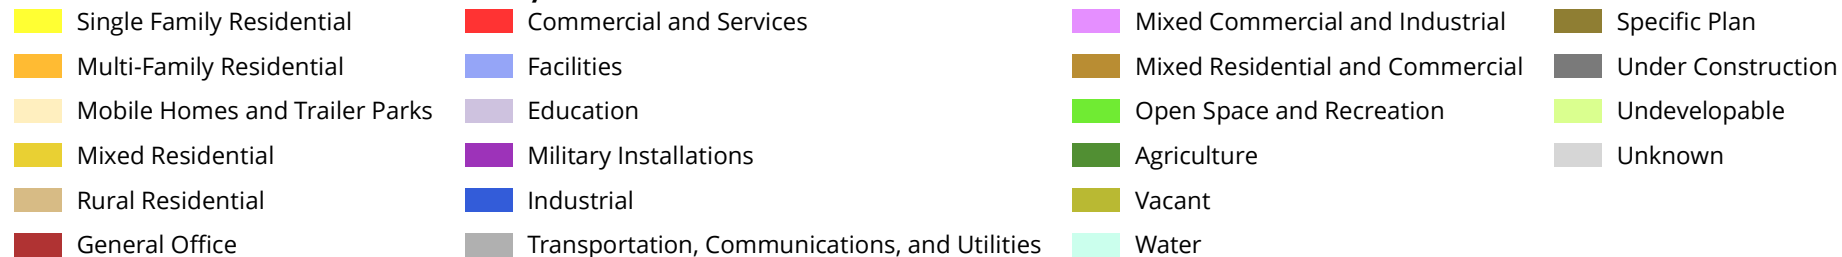 Single Family Residential
Multi-Family Residential
Mobile Homes and Trailer Parks
Mixed Residential
Rural Residential
General Office
Commercial and Services
Facilities
Education
Military Installations
Industrial
Transportation, Communications, and Utilities
Mixed Commercial and Industrial
Mixed Residential and Commercial
Open Space and Recreation
Agriculture
Vacant
Water
Specific Plan
Under Construction
Undevelopable
Unknown